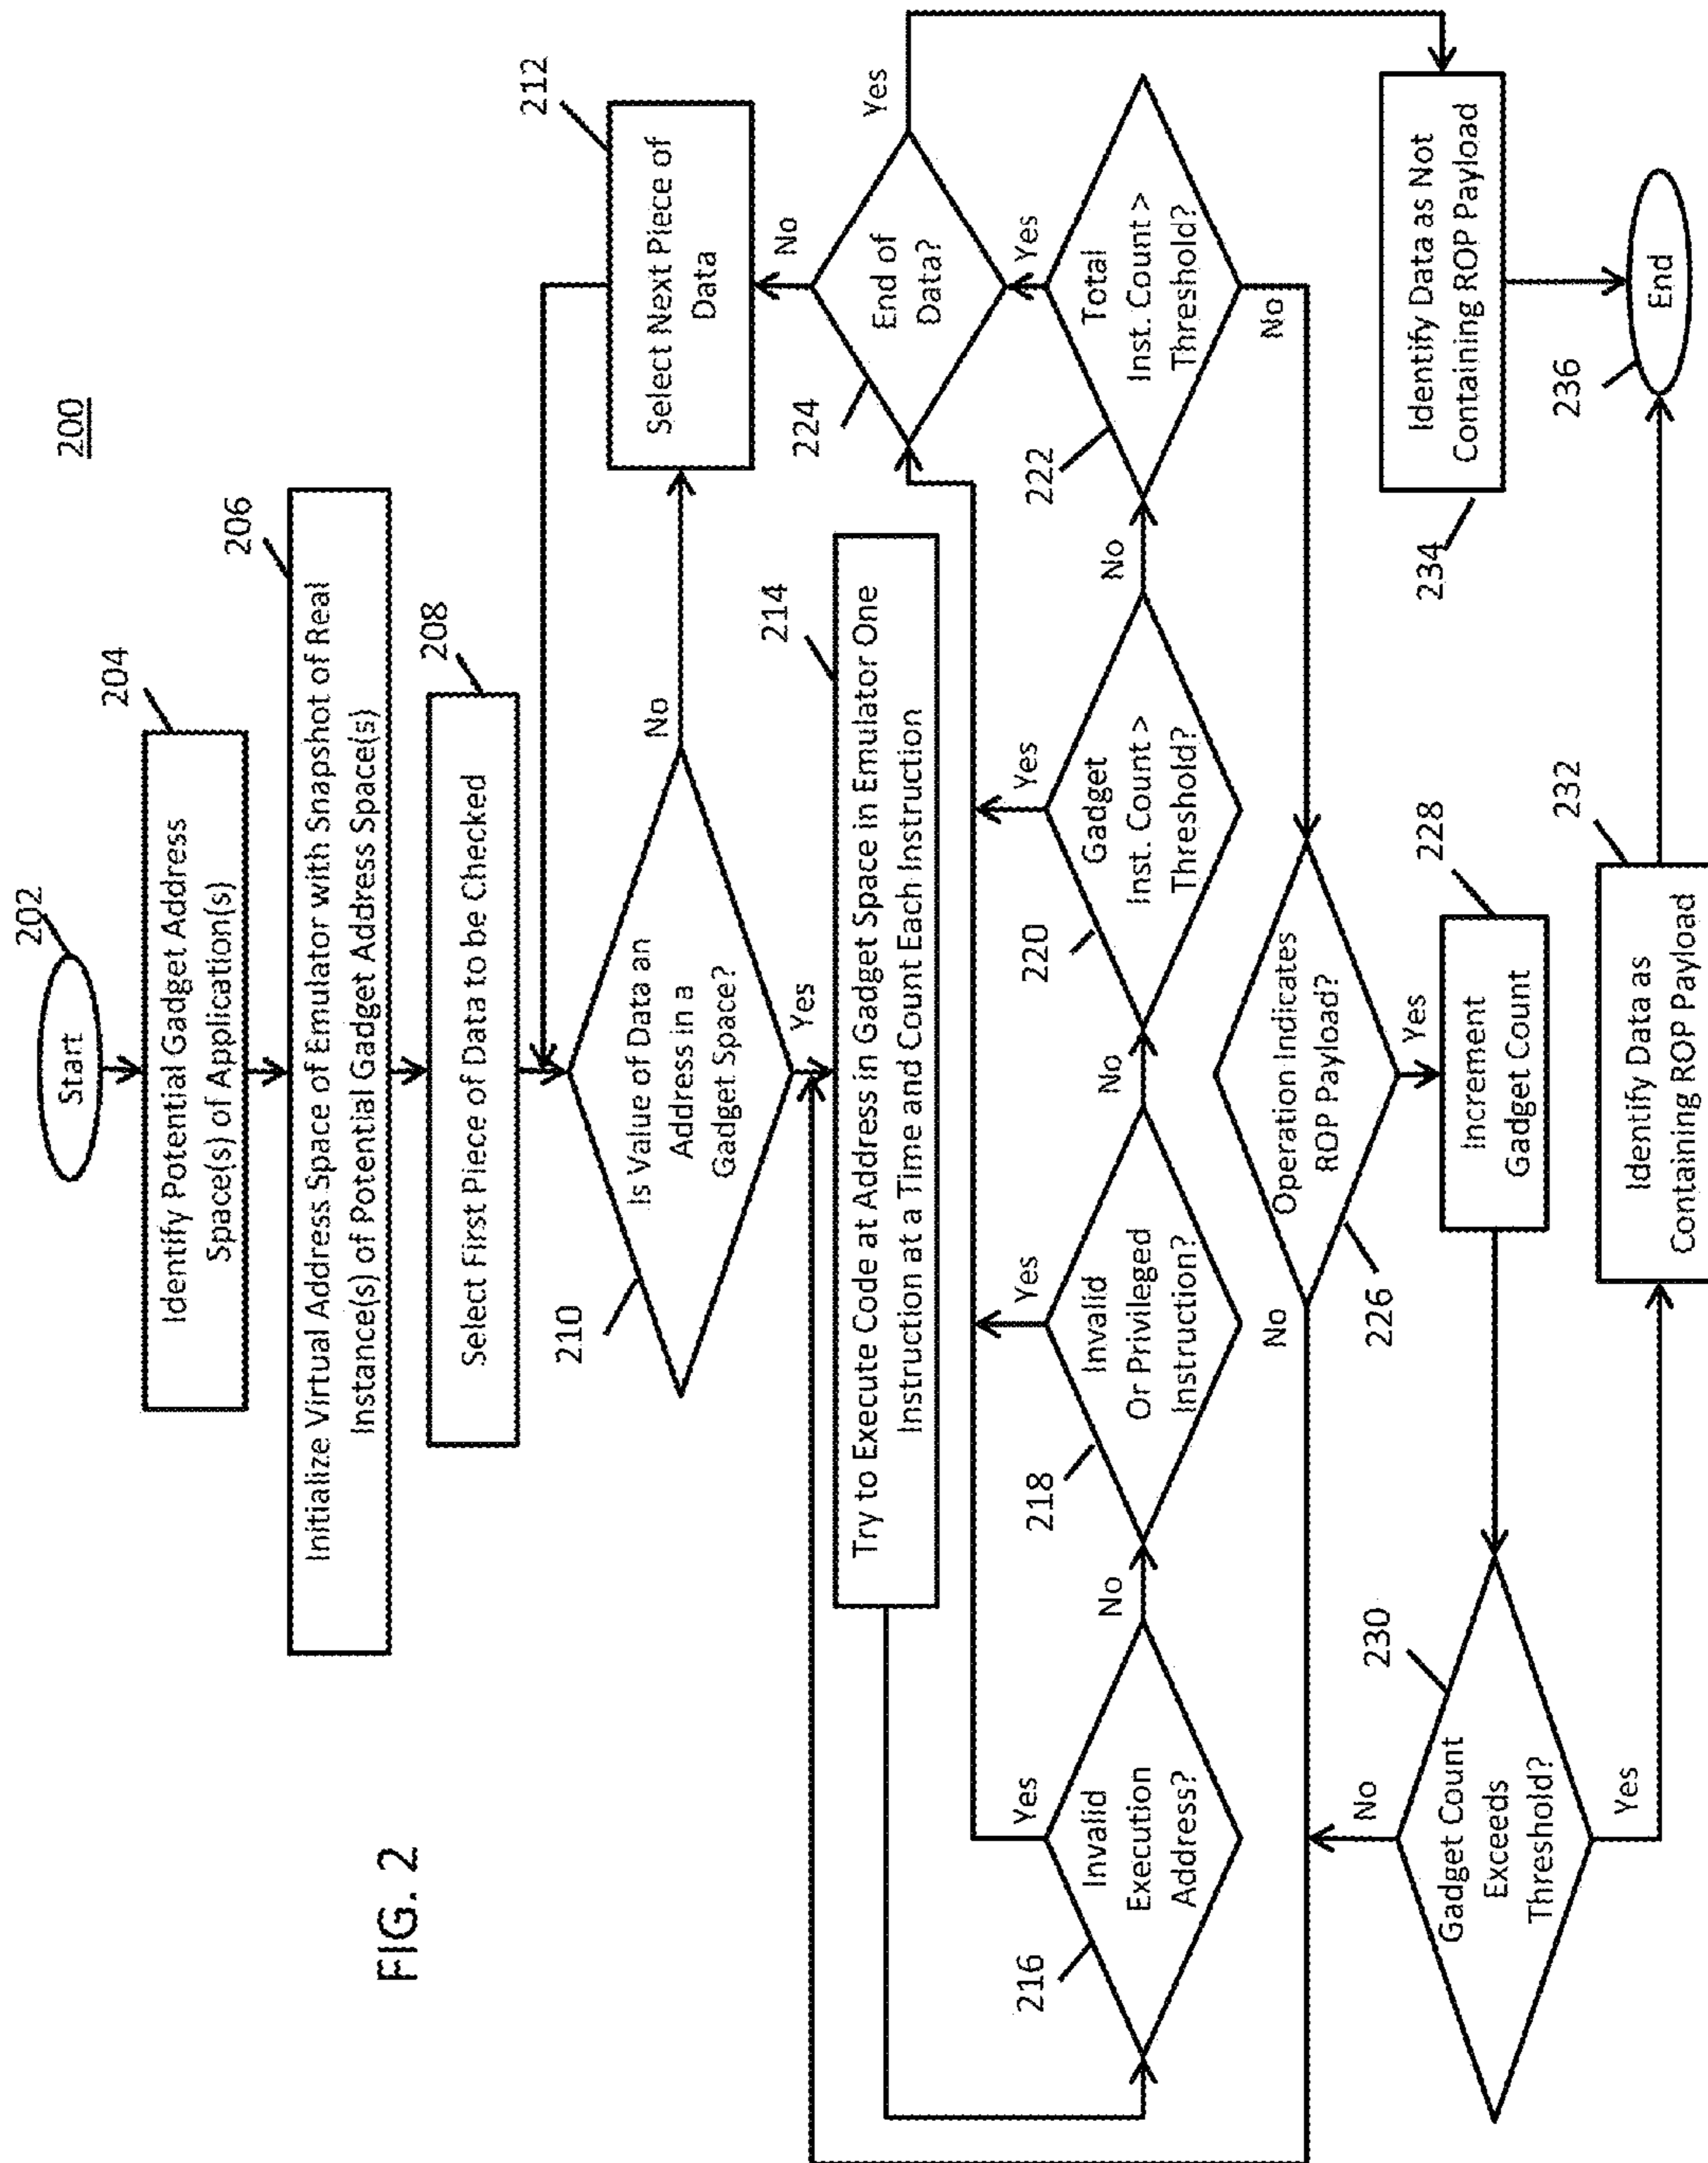 200
202
Start
204
Identify Potential Gadget Address
Space(s) of Application(s)
206
Initialize Virtual Address Space of Emulator with Snapshot of Real
Instance(s) of Potential Gadget Address Space(s)
208
Select First Piece of Data to be Checked
210
Is Value of Data an
Address in a
Gadget Space?
No
Yes
212
Select Next Piece of
Data
214
Try to Execute Code at Address in Gadget Space in Emulator One
Instruction at a Time and Count Each Instruction
216
Invalid
Execution
Address?
Yes
No
218
Invalid
Or Privileged
Instruction?
Yes
No
220
Gadget
Inst. Count >
Threshold?
Yes
No
222
Total
Inst. Count >
Threshold?
Yes
No
224
End of
Data?
No
Yes
226
Operation Indicates
ROP Payload?
No
Yes
228
Increment
Gadget Count
230
Gadget Count
Exceeds
Threshold?
No
Yes
232
Identify Data as
Containing ROP Payload
234
Identify Data as Not
Containing ROP Payload
236
End
FIG. 2